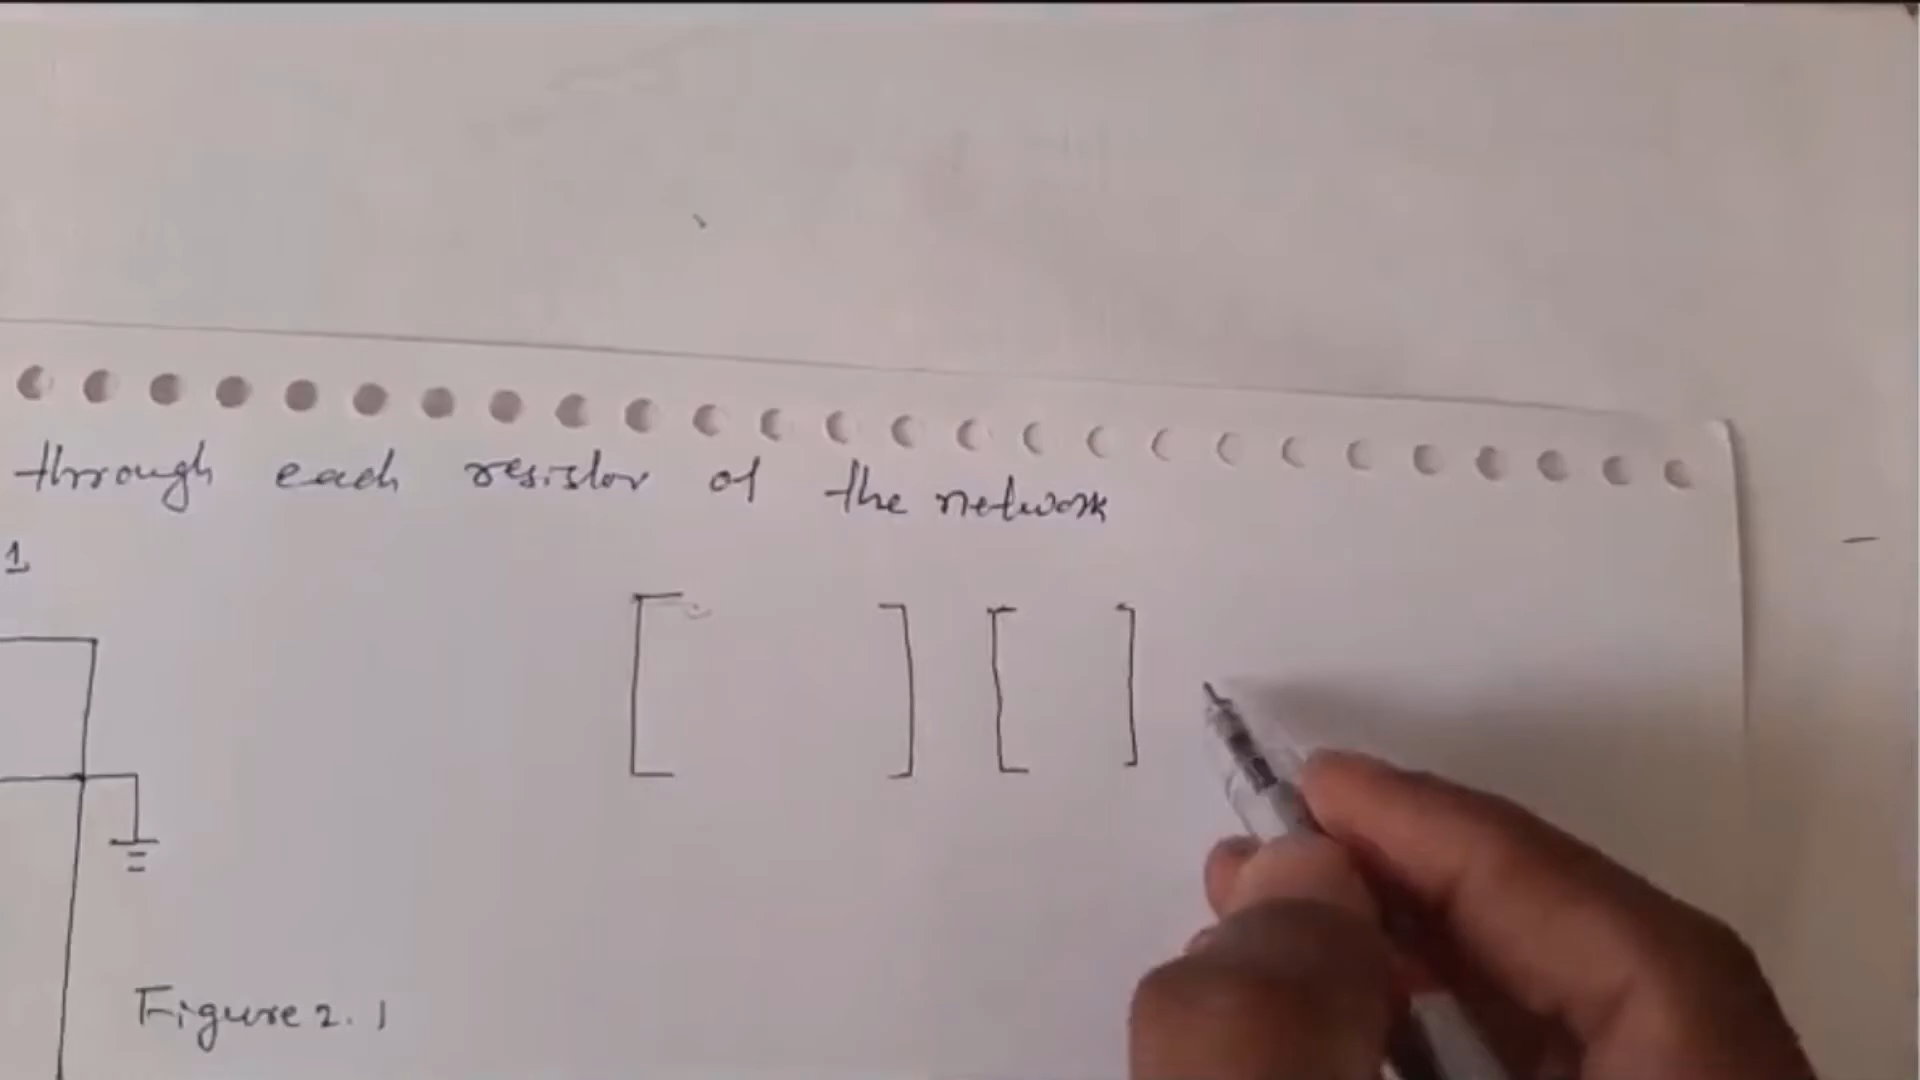 through each resistor of the network
1
Figure 2.1